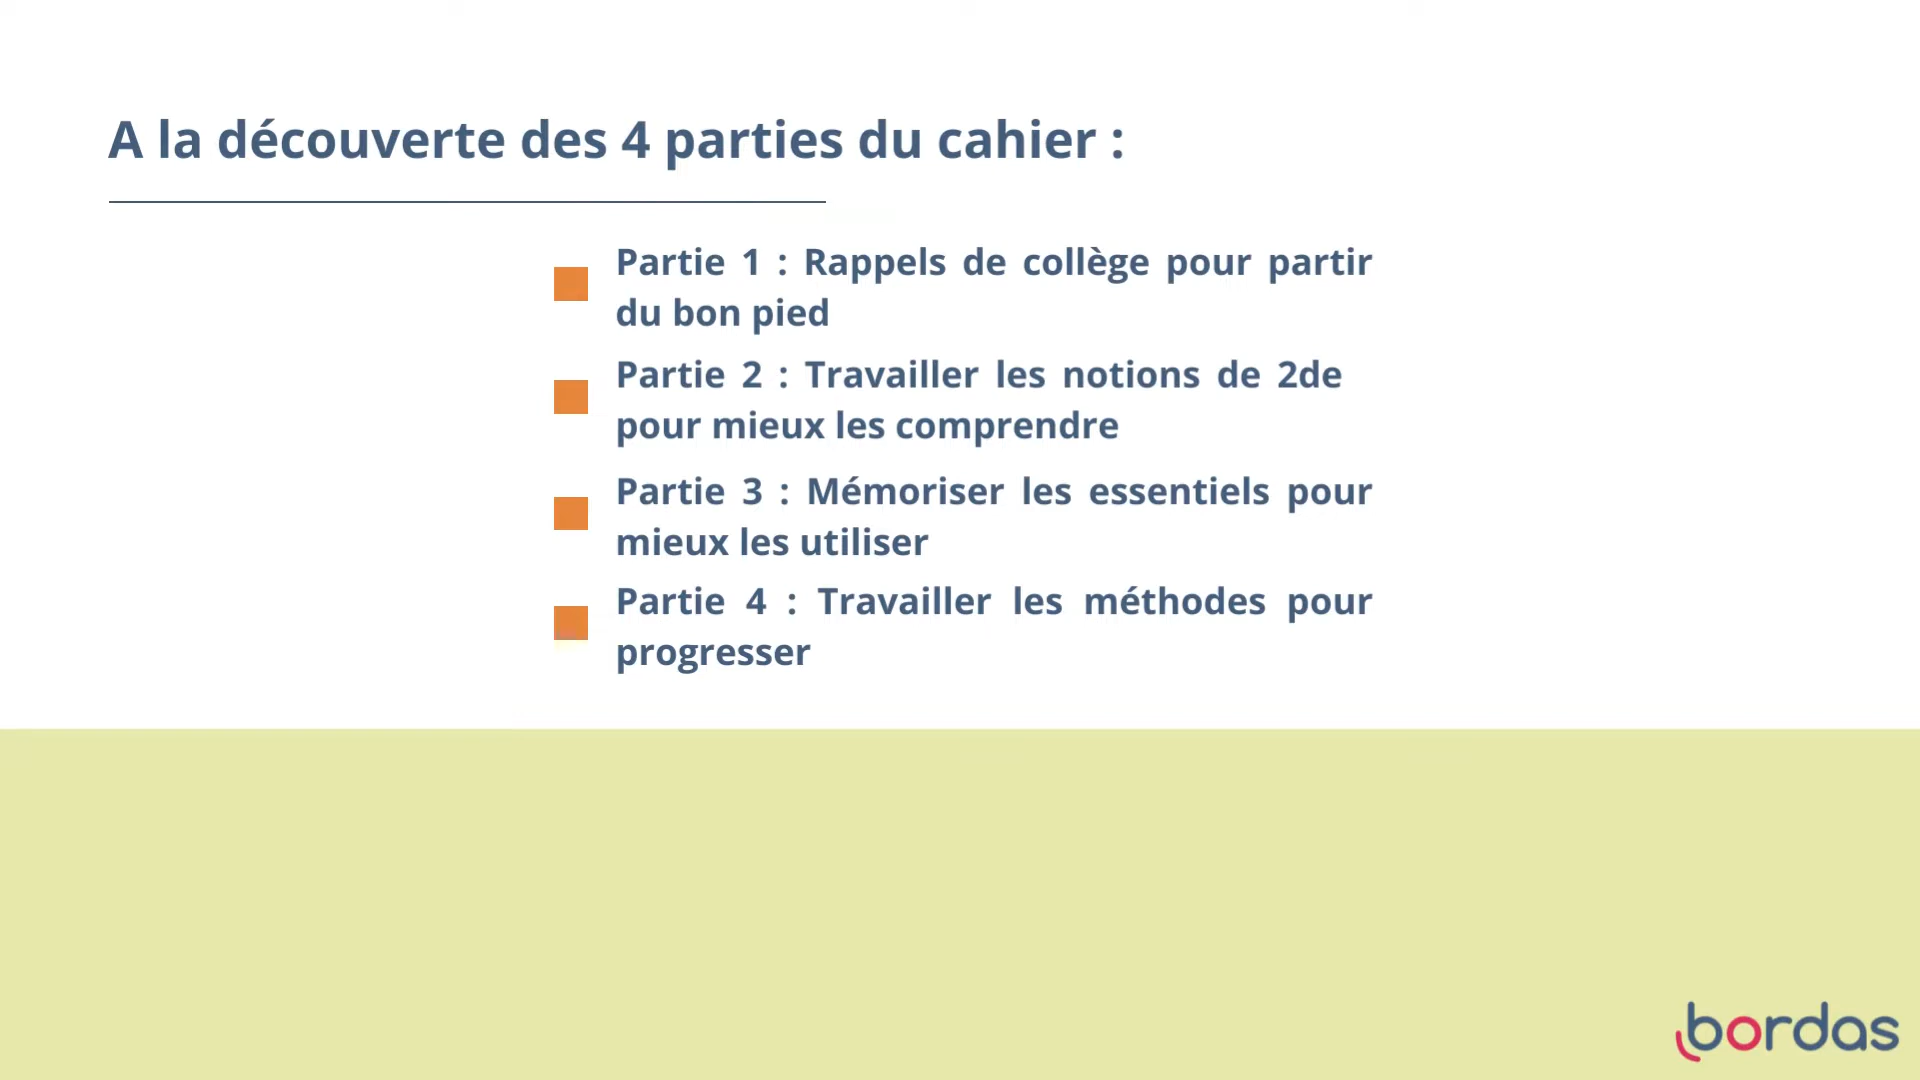 A la découverte des 4 parties du cahier :
Partie 1 : Rappels de collège pour partir
du bon pied
Partie 2 : Travailler les notions de 2de
pour mieux les comprendre
Partie 3 : Mémoriser les essentiels pour
mieux les utiliser
Partie 4 : Travailler les méthodes pour
progresser
bordas